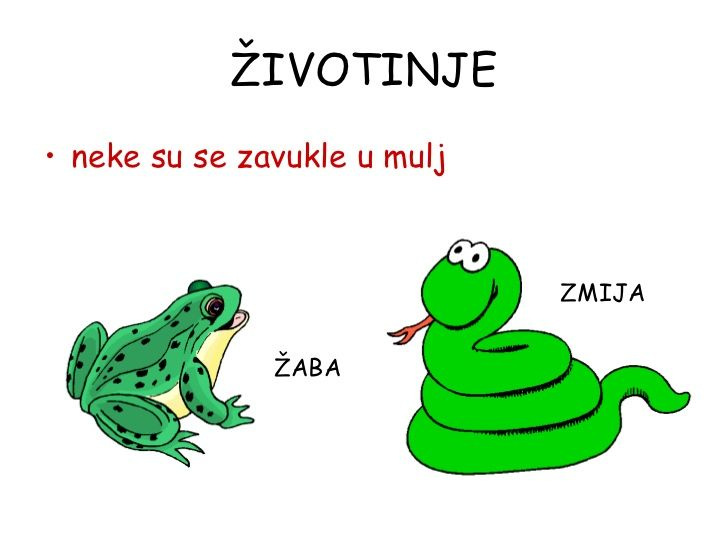 ŽIVOTINJE
• neke su se zavukle u mulj
ZMIJA
ŽABA